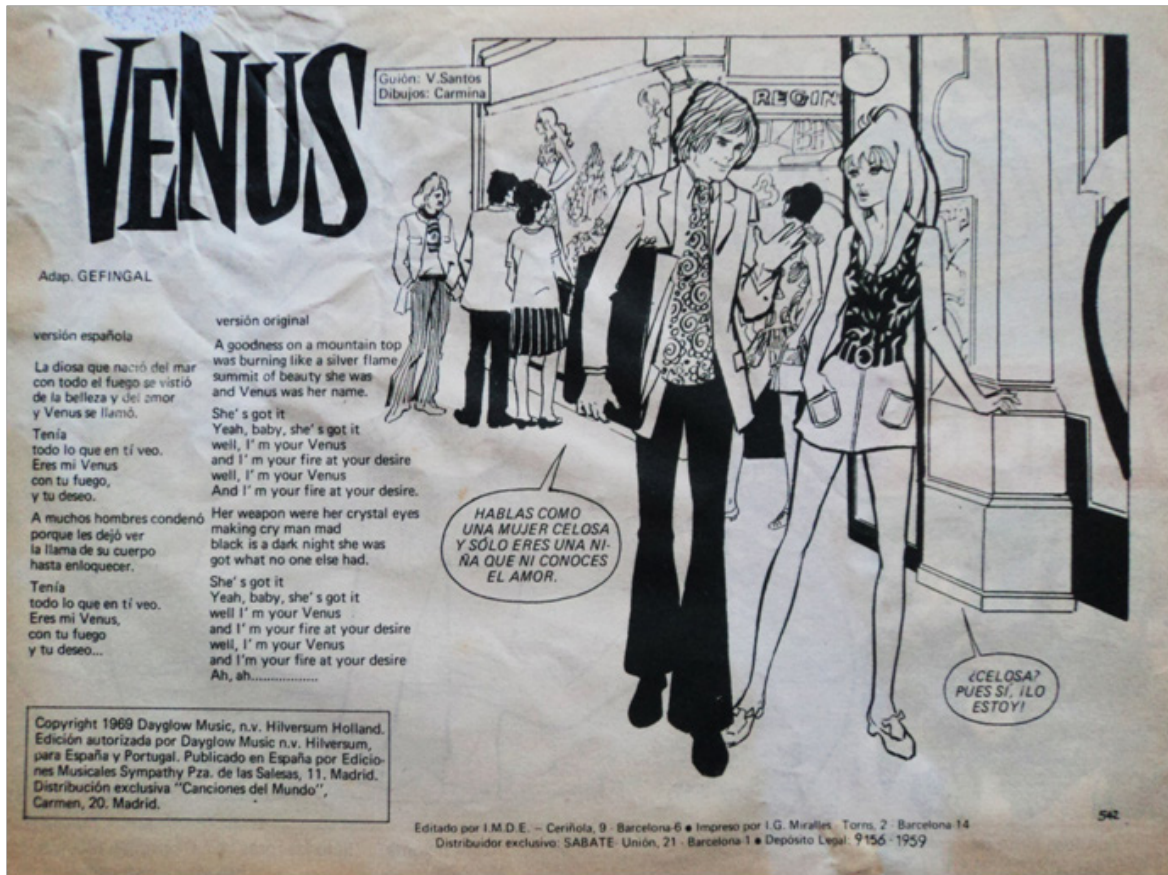 VENUS
Guión: V.Santos
Dibujos: Carmina
REGIN
Adap. GEFINGAL
versión española
La diosa que nació del mar
con todo el fuego se vistió
de la belleza y del amor
y Venus se llamó.
Tenía
todo lo que en tí veo.
Eres mi Venus
con tu fuego,
y tu deseo.
A muchos hombres condenó
porque les dejó ver
la llama de su cuerpo
hasta enloquecer.
Tenía
todo lo que en tí veo.
Eres mi Venus,
con tu fuego
y tu deseo...
versión original
A goodness on a mountain top
was burning like a silver flame
summit of beauty she was
and Venus was her name.
She's got it
Yeah, baby, she's got it
well, I'm your Venus
and I'm your fire at your desire
well, I'm your Venus
And I'm your fire at your desire.
Her weapon were her crystal eyes
making cry man mad
black is a dark night she was
got what no one else had.
She's got it
Yeah, baby, she's got it
well I'm your Venus
and I'm your fire at your desire
well, I'm your Venus
and I'm your fire at your desire
Ah, ah.................
HABLAS COMO
UNA MUJER CELOSA
Y SÓLO ERES UNA NI-
ÑA QUE NI CONOCES
EL AMOR.
¿CELOSA?
PUES SÍ, ¡LO
ESTOY!
Copyright 1969 Dayglow Music, n.v. Hilversum Holland.
Edición autorizada por Dayglow Music n.v. Hilversum,
para España y Portugal. Publicado en España por Edicio-
nes Musicales Sympathy Pza. de las Salesas, 11. Madrid.
Distribución exclusiva "Canciones del Mundo",
Carmen, 20. Madrid.
Editado por I.M.D.E. – Ceriñola, 9 - Barcelona-6 ● Impreso por I.G. Miralles - Torns, 2 - Barcelona 14
Distribuidor exclusivo: SABATE- Unión, 21 - Barcelona-1 ● Depósito Legal: 9156 - 1959
542